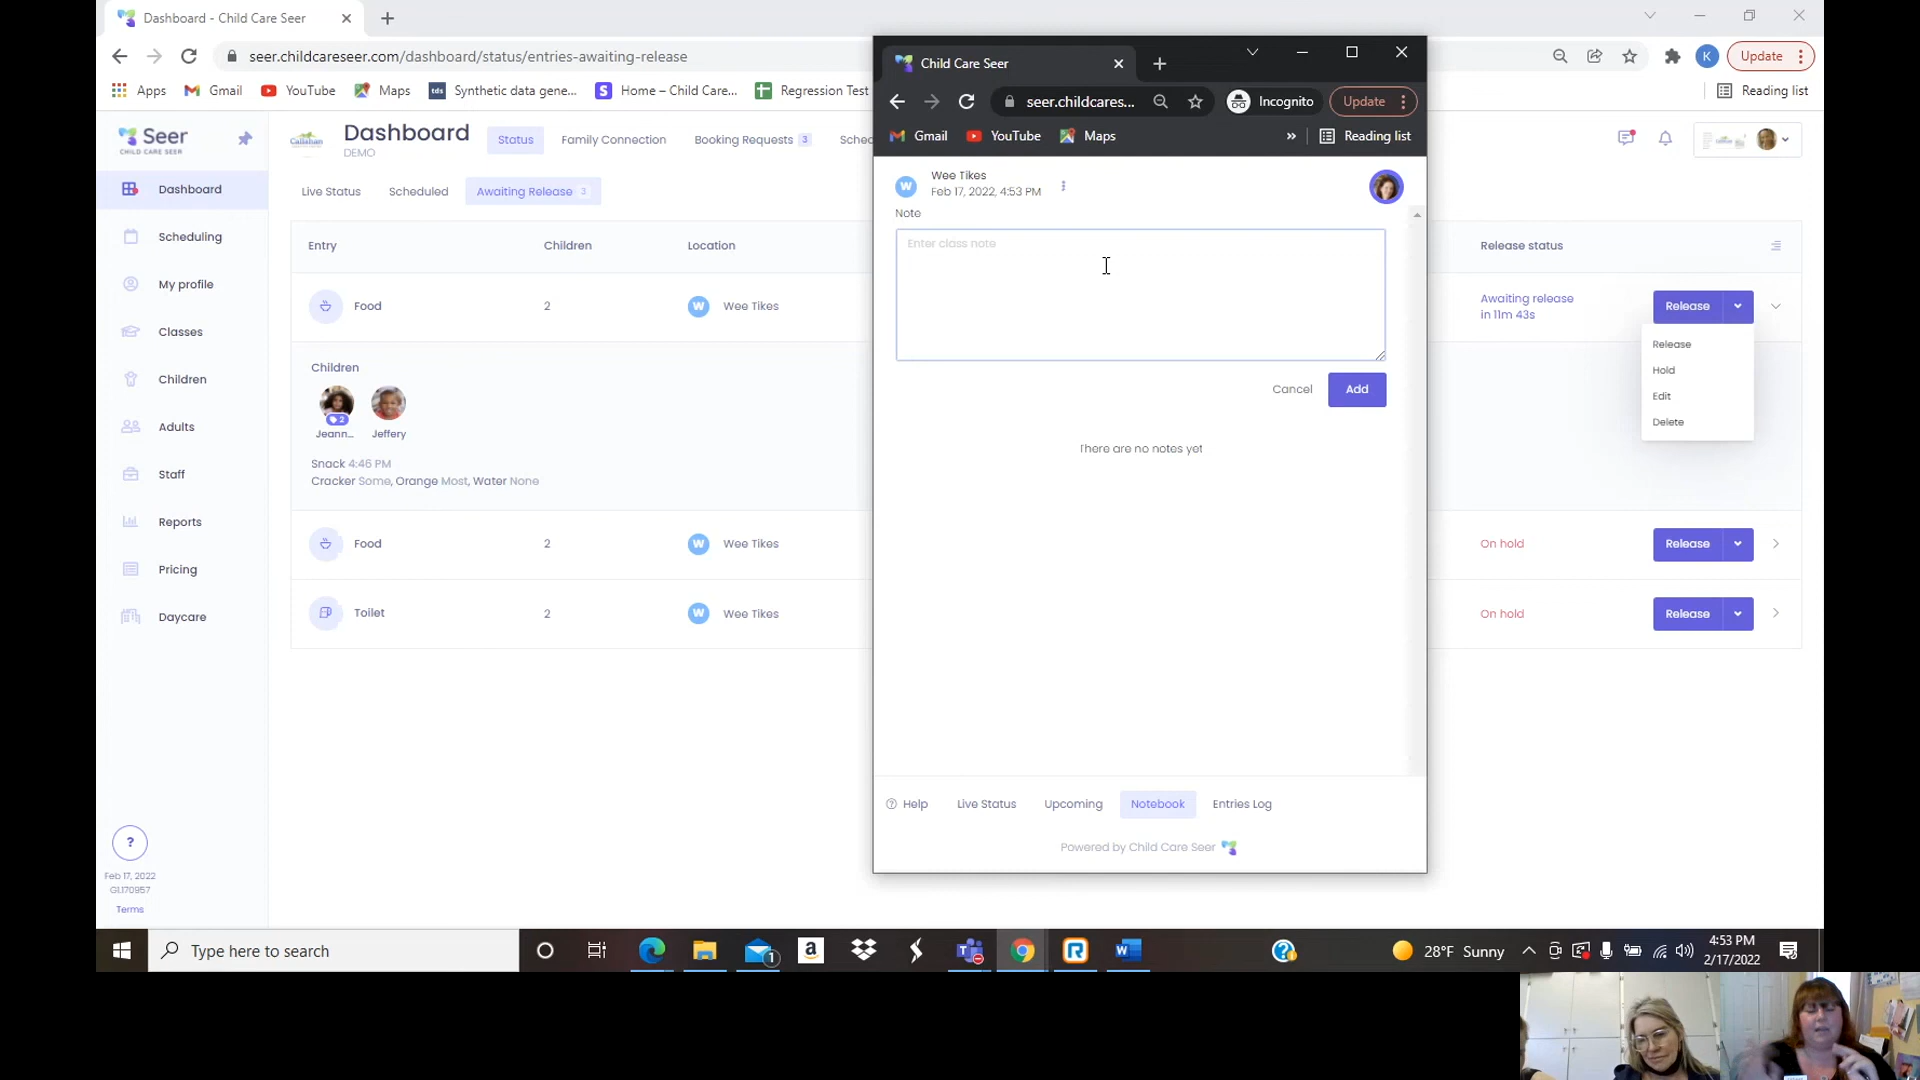 Dashboard - Child Care Seer
seer.childcareseer.com/dashboard/status/entries-awaiting-release
K
Update
Apps
Gmail
YouTube
Maps
tds
Synthetic data gene...
S
Home – Child Care...
Regression Test
Reading list
Seer
CHILD CARE SEER
Dashboard
Scheduling
My profile
Classes
Children
Adults
Staff
Reports
Pricing
Daycare
?
Feb 17, 2022
G1.170957
Terms
Callahan
Dashboard
DEMO
Status
Family Connection
Booking Requests 3
Live Status
Scheduled
Awaiting Release 3
Entry
Children
Location
Release status
Food
2
W
Wee Tikes
Awaiting release
in 11m 43s
Release
Release
Hold
Edit
Delete
Children
2
Jeann...
Jeffery
Snack 4:46 PM
Cracker Some, Orange Most, Water None
Food
2
W
Wee Tikes
On hold
Release
Toilet
2
W
Wee Tikes
On hold
Release
Child Care Seer
seer.childcares...
Incognito
Update
Gmail
YouTube
Maps
»
Reading list
W
Wee Tikes
Feb 17, 2022, 4:53 PM
Note
Enter class note
Cancel
Add
There are no notes yet
Help
Live Status
Upcoming
Notebook
Entries Log
Powered by Child Care Seer
Type here to search
1
28°F Sunny
4:53 PM
2/17/2022